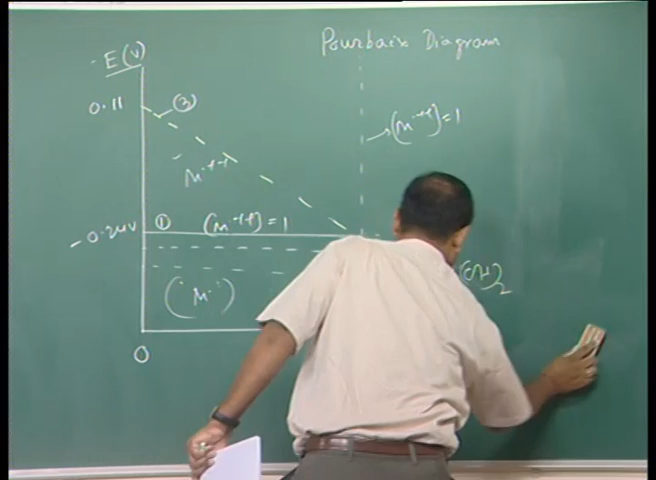 Pourbaix Diagram
E(V)
0.11
③
[M++] = 1
M++
- 0.24V
① [M++] = 1
(OH)2
(M)
0